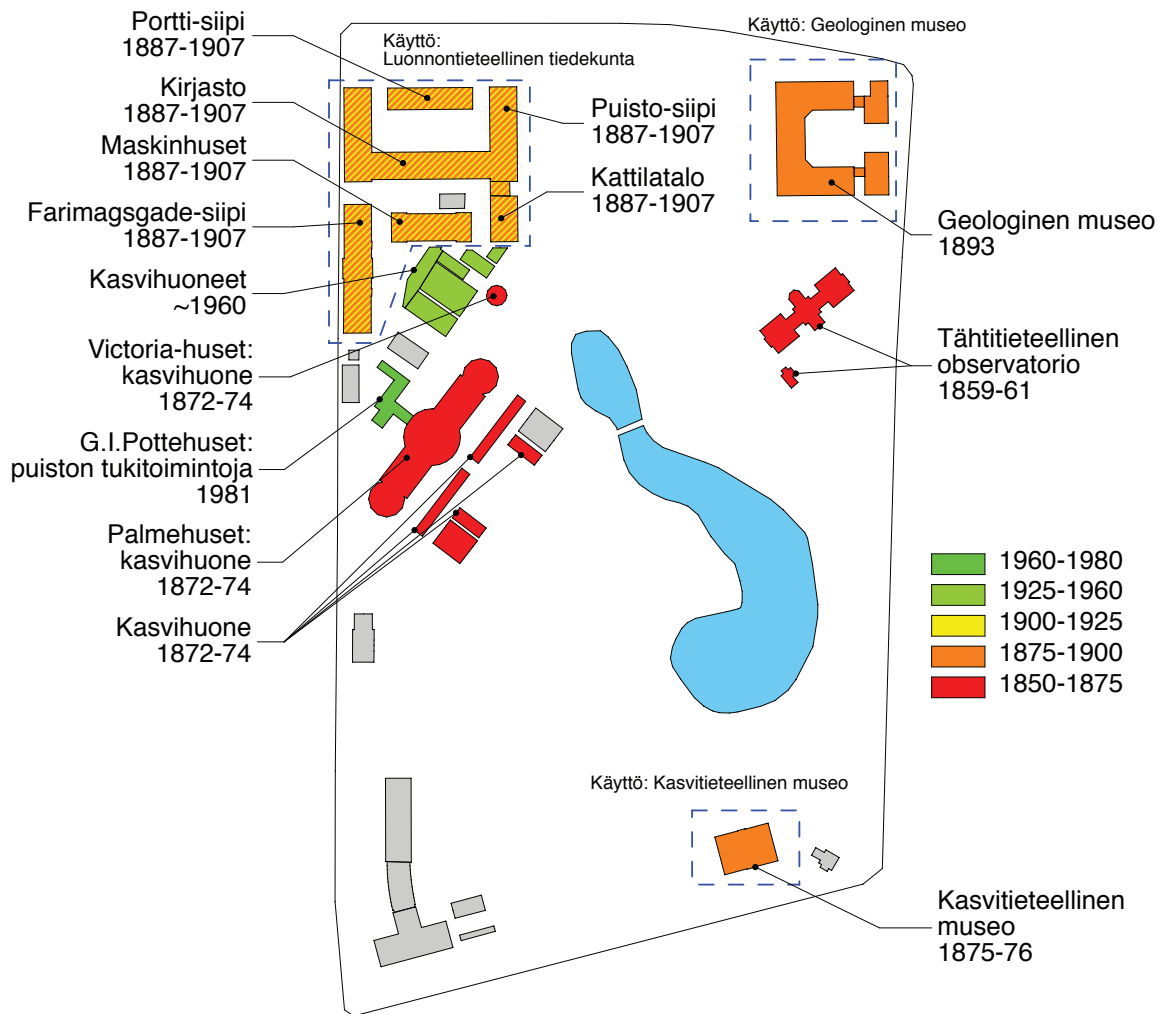 Portti-siipi
1887-1907
Kirjasto
1887-1907
Maskinhuset
1887-1907
Farimagsgade-siipi
1887-1907
Kasvihuoneet
~1960
Victoria-huset:
kasvihuone
1872-74
G.I.Pottehuset:
puiston tukitoimintoja
1981
Palmehuset:
kasvihuone
1872-74
Kasvihuone
1872-74
Käyttö:
Luonnontieteellinen tiedekunta
Puisto-siipi
1887-1907
Kattilatalo
1887-1907
Käyttö: Geologinen museo
Geologinen museo
1893
Tähtitieteellinen
observatorio
1859-61
1960-1980
1925-1960
1900-1925
1875-1900
1850-1875
Käyttö: Kasvitieteellinen museo
Kasvitieteellinen
museo
1875-76